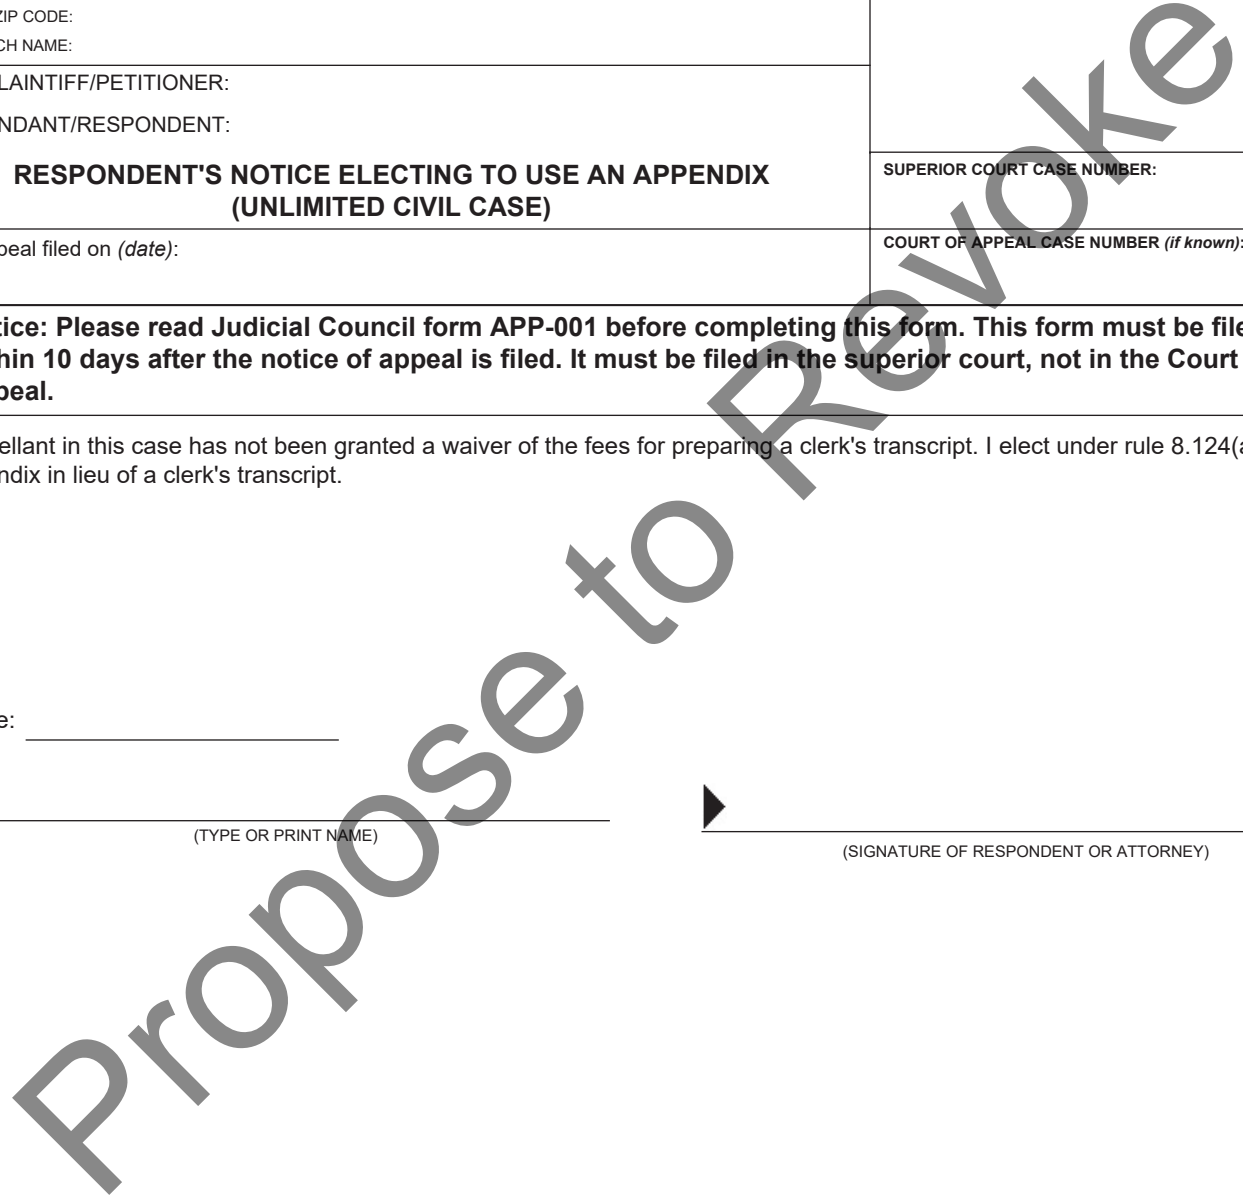 ZIP CODE:
CH NAME:
LAINTIFF/PETITIONER:
NDANT/RESPONDENT:
RESPONDENT'S NOTICE ELECTING TO USE AN APPENDIX
(UNLIMITED CIVIL CASE)
SUPERIOR COURT CASE NUMBER:
peal filed on (date):
COURT OF APPEAL CASE NUMBER (if known):
tice: Please read Judicial Council form APP-001 before completing this form. This form must be file
hin 10 days after the notice of appeal is filed. It must be filed in the superior court, not in the Court
peal.
ellant in this case has not been granted a waiver of the fees for preparing a clerk's transcript. I elect under rule 8.124(a
ndix in lieu of a clerk's transcript.
e:
(TYPE OR PRINT NAME)
(SIGNATURE OF RESPONDENT OR ATTORNEY)
Propose to Revoke